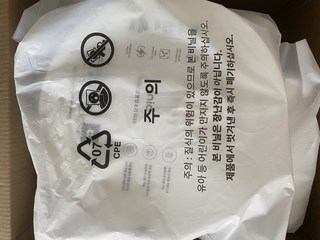 주의
주의 : 질식의 위험이 있으므로 본 비닐을
유아 등 어린이가 만지지 않도록 주의하십시오.
본 비닐은 장난감이 아닙니다.
제품에서 벗겨낸 후 즉시 폐기하십시오.
07
CPE